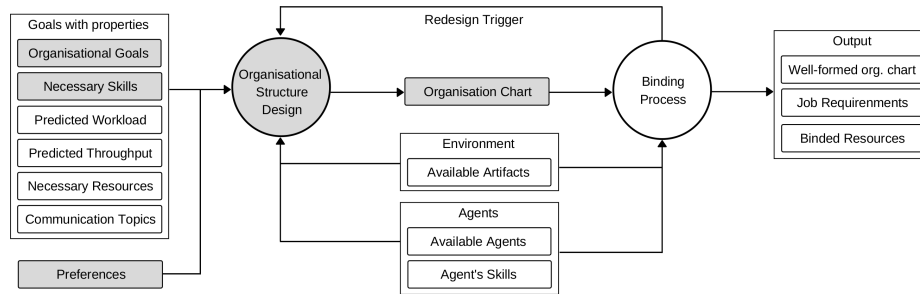 Goals with properties
Organisational Goals
Necessary Skills
Predicted Workload
Predicted Throughput
Necessary Resources
Communication Topics
Preferences
Redesign Trigger
Organisational
Structure
Design
Organisation Chart
Environment
Available Artifacts
Agents
Available Agents
Agent's Skills
Binding
Process
Output
Well-formed org. chart
Job Requirenments
Binded Resources